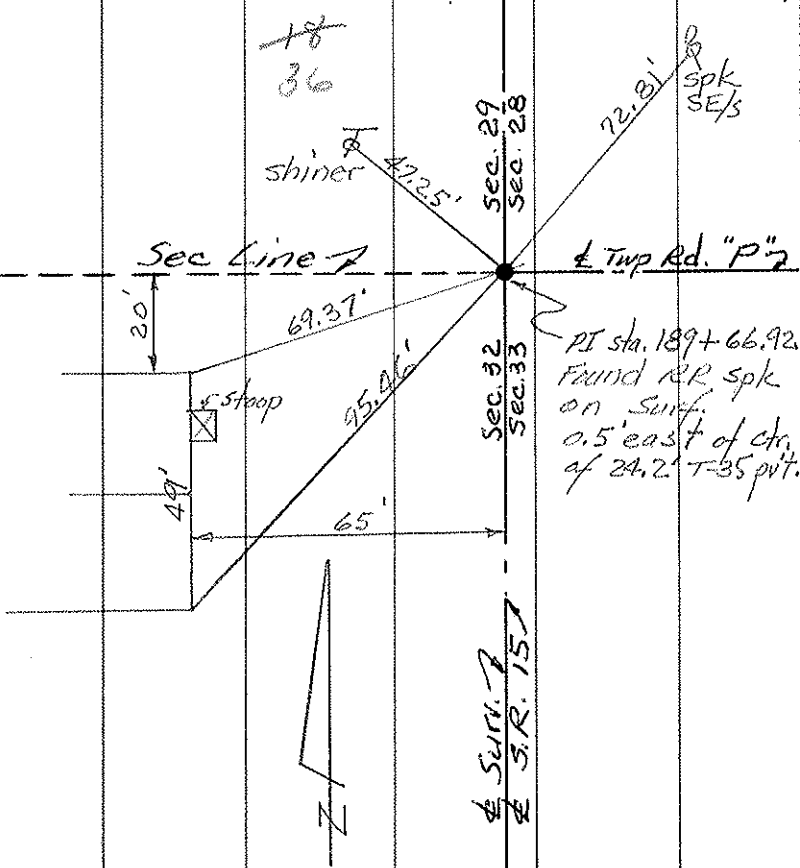 18
36
spk
SE/s
72.81'
Sec. 29
Sec. 28
shiner
47.25'
Sec Line
℄ Twp Rd. "P"
20'
69.37'
PI sta. 189+66.92
Found RR spk
on Surf.
0.5' east of ctr.
of 24.2' T-35 pvt.
Sec. 32
Sec. 33
95.46'
stoop
49'
65'
℄ Surv.
℄ S.R. 15
N